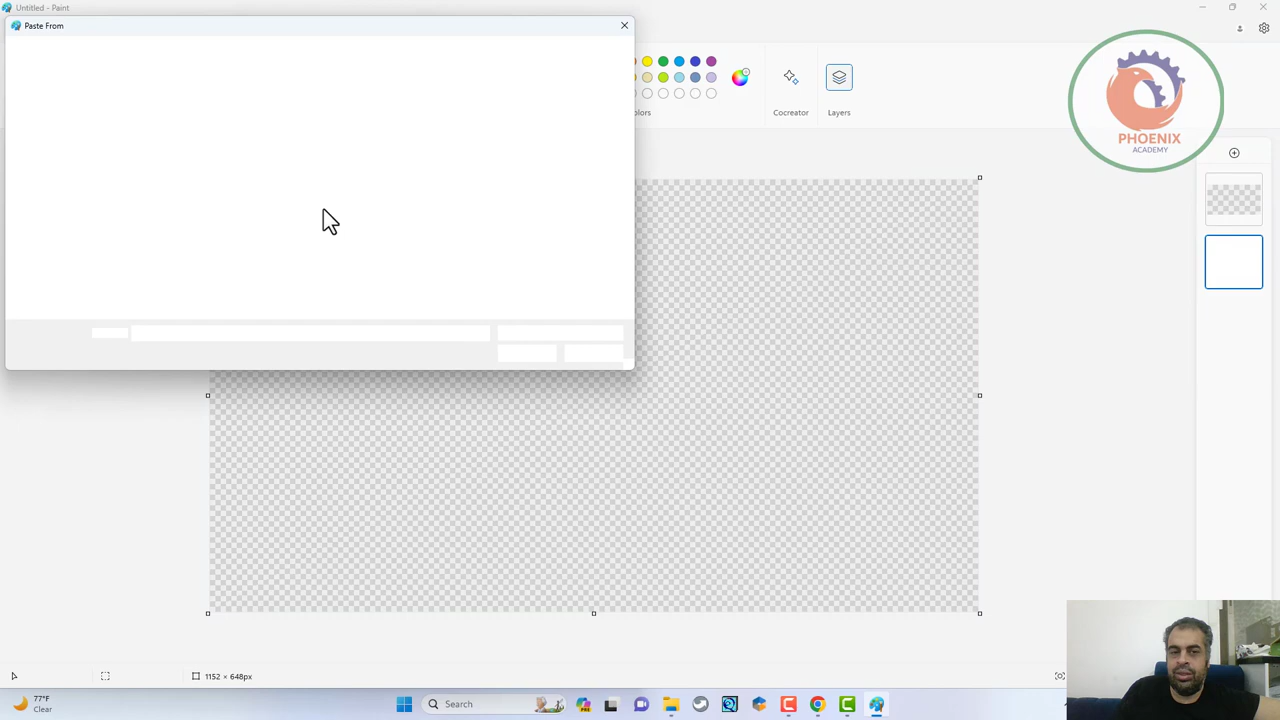 Untitled - Paint
Paste From
olors
Cocreator
Layers
PHOENIX
ACADEMY
1152 × 648px
77°F
Clear
Search